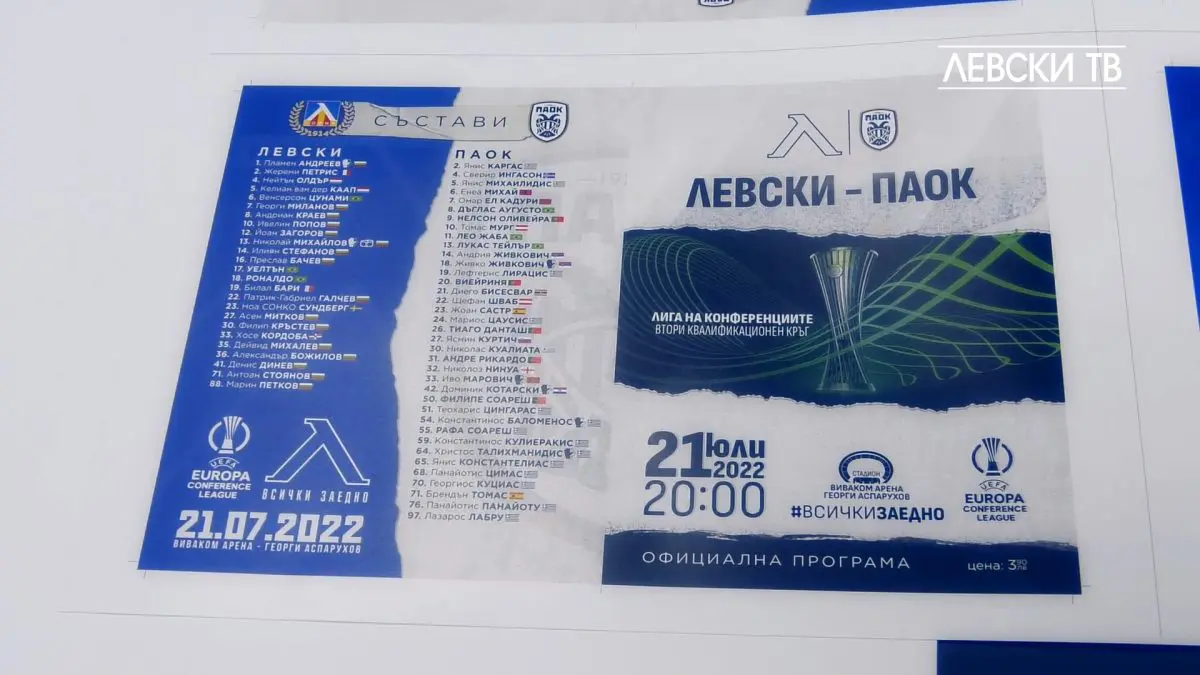 ЛЕВСКИ ТВ
1914
СЪСТАВИ
ПАОК
ЛЕВСКИ
1. Пламен АНДРЕЕВ
2. Жереми ПЕТРИС
4. Нейтън ОЛДЪР
5. Келиан ван дер КААП
6. Венсерсон ЦУНАМИ
7. Георги МИЛАНОВ
8. Андриан КРАЕВ
10. Ивелин ПОПОВ
12. Йоан ЗАГОРОВ
13. Николай МИХАЙЛОВ
14. Илиян СТЕФАНОВ
16. Преслав БАЧЕВ
17. УЕЛТЪН
18. РОНАЛДО
19. Билал БАРИ
22. Патрик-Габриел ГАЛЧЕВ
23. Ноа СОНКО СУНДБЕРГ
27. Асен МИТКОВ
30. Филип КРЪСТЕВ
33. Хосе КОРДОБА
35. Дейвид МИХАЛЕВ
36. Александър БОЖИЛОВ
41. Денис ДИНЕВ
71. Антоан СТОЯНОВ
88. Марин ПЕТКОВ
UEFA
EUROPA
CONFERENCE
LEAGUE
ВСИЧКИ ЗАЕДНО
21.07.2022
ВИВАКОМ АРЕНА - ГЕОРГИ АСПАРУХОВ
ПАОК
2. Янис КАРГАС
4. Сверир ИНГАСОН
5. Янис МИХАИЛИДИС
6. Енеа МИХАЙ
7. Омар ЕЛ КАДУРИ
8. ДЪГЛАС АУГУСТО
9. НЕЛСОН ОЛИВЕЙРА
10. Томас МУРГ
11. ЛЕО ЖАБА
13. ЛУКАС ТЕЙЛЪР
14. Андрия ЖИВКОВИЧ
18. Живко ЖИВКОВИЧ
19. Лефтерис ЛИРАЦИС
20. ВИЕЙРИНЯ
21. Диего БИСЕСВАР
22. Щефан ШВАБ
23. Жоан САСТР
24. Мариос ЦАУСИС
26. ТИАГО ДАНТАШ
27. Ясмин КУРТИЧ
30. Николас КУАЛИАТА
31. АНДРЕ РИКАРДО
32. Николоз НИНУА
33. Иво МАРОВИЧ
42. Доминик КОТАРСКИ
50. ФИЛИПЕ СОАРЕШ
51. Теохарис ЦИНГАРАС
54. Константинос БАЛОМЕНОС
55. РАФА СОАРЕШ
59. Константинос КУЛИЕРАКИС
64. Христос ТАЛИХМАНИДИС
65. Янис КОНСТАНТЕЛИАС
68. Панайотис ЦИМАС
70. Георгиос КУЦИАС
71. Брендън ТОМАС
76. Панайотис ПАНАЙОТУ
97. Лазарос ЛАБРУ
ПАОК
ЛЕВСКИ - ПАОК
ЛИГА НА КОНФЕРЕНЦИИТЕ
ВТОРИ КВАЛИФИКАЦИОНЕН КРЪГ
21 ЮЛИ
2022
20:00
СТАДИОН
ВИВАКОМ АРЕНА
ГЕОРГИ АСПАРУХОВ
#ВСИЧКИЗАЕДНО
UEFA
EUROPA
CONFERENCE
LEAGUE
ОФИЦИАЛНА ПРОГРАМА
цена: 3